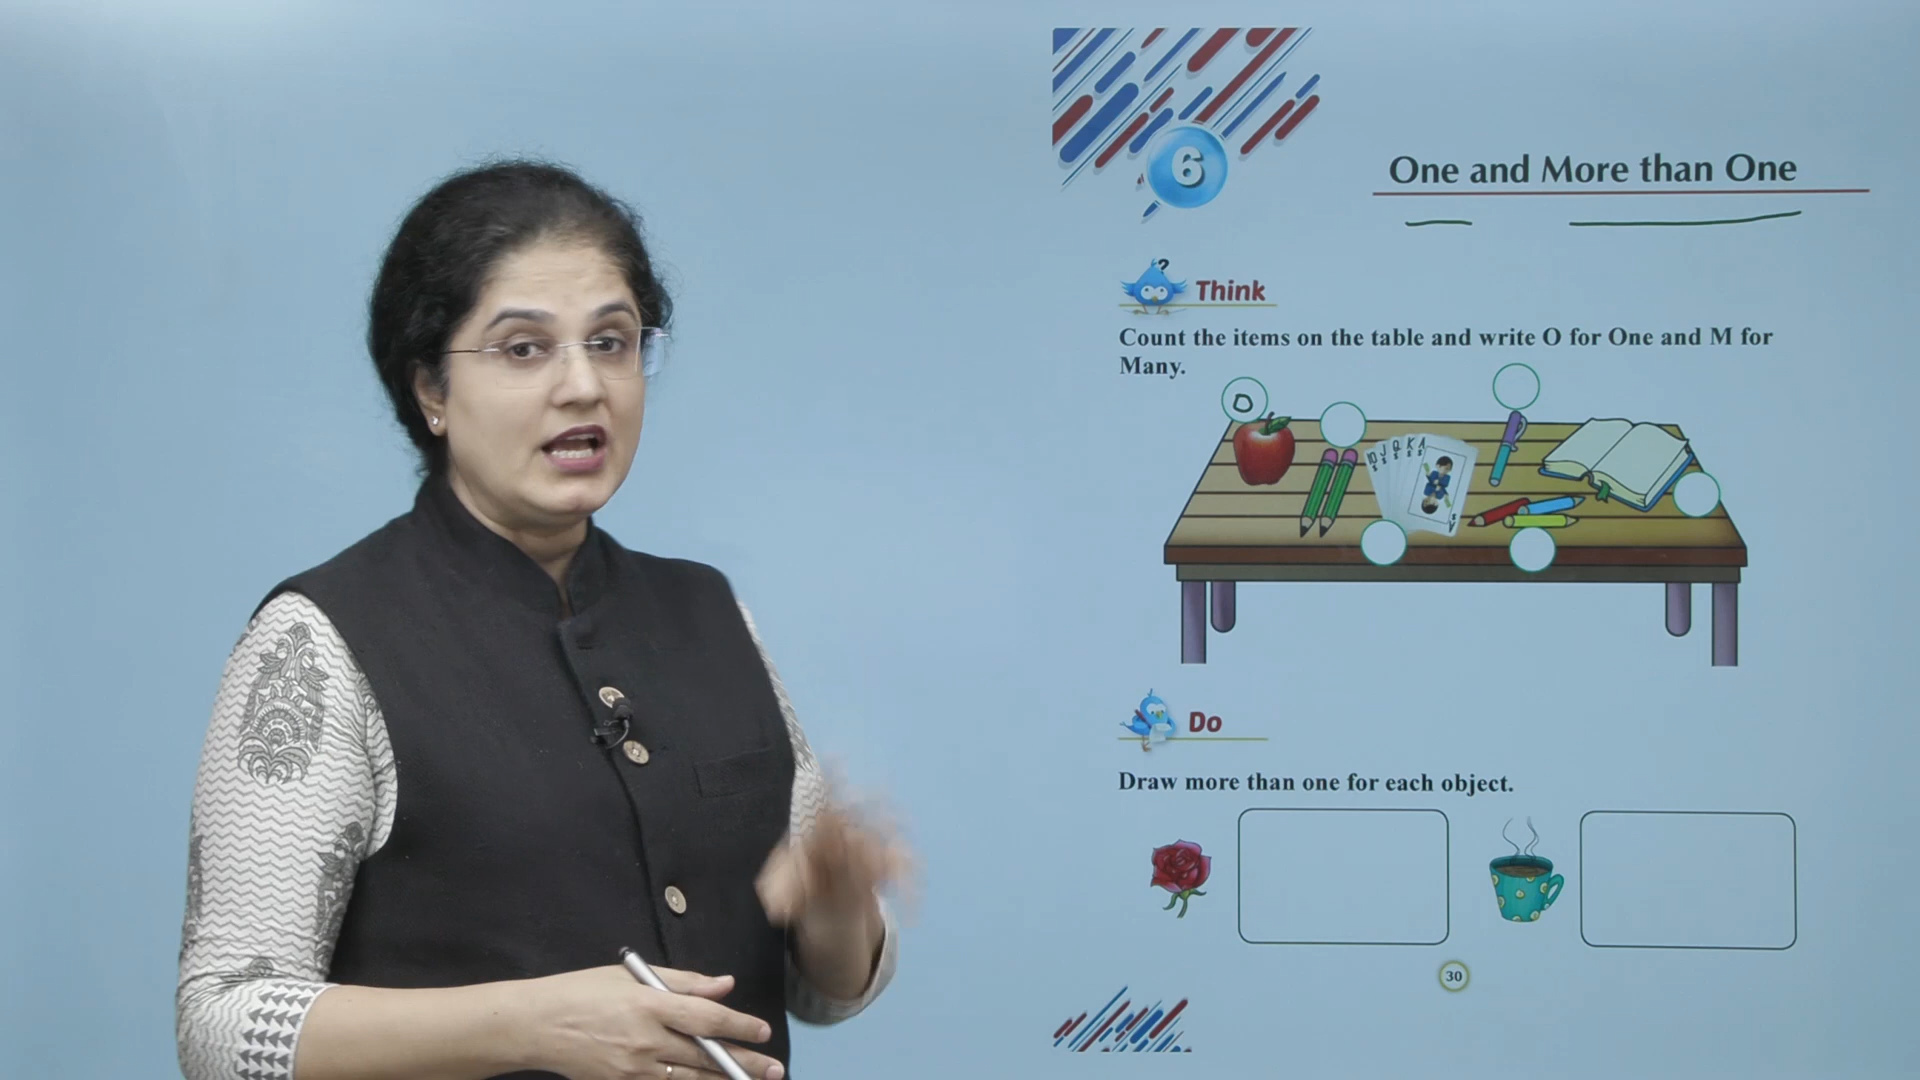 6
One and More than One
?
Think
Count the items on the table and write O for One and M for
Many.
O
10 J Q K A
A
Do
Draw more than one for each object.
30